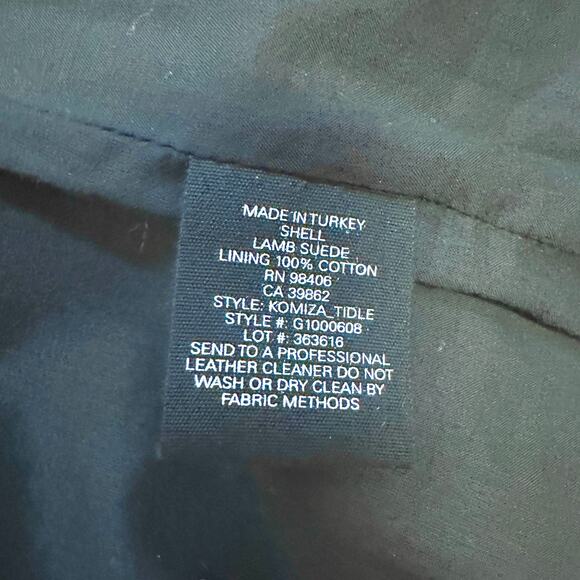 MADE IN TURKEY
SHELL
LAMB SUEDE
LINING 100% COTTON
RN 98406
CA 39862
STYLE: KOMIZA_TIDLE
STYLE #: G1000608
LOT #: 363616
SEND TO A PROFESSIONAL
LEATHER CLEANER DO NOT
WASH OR DRY CLEAN BY
FABRIC METHODS